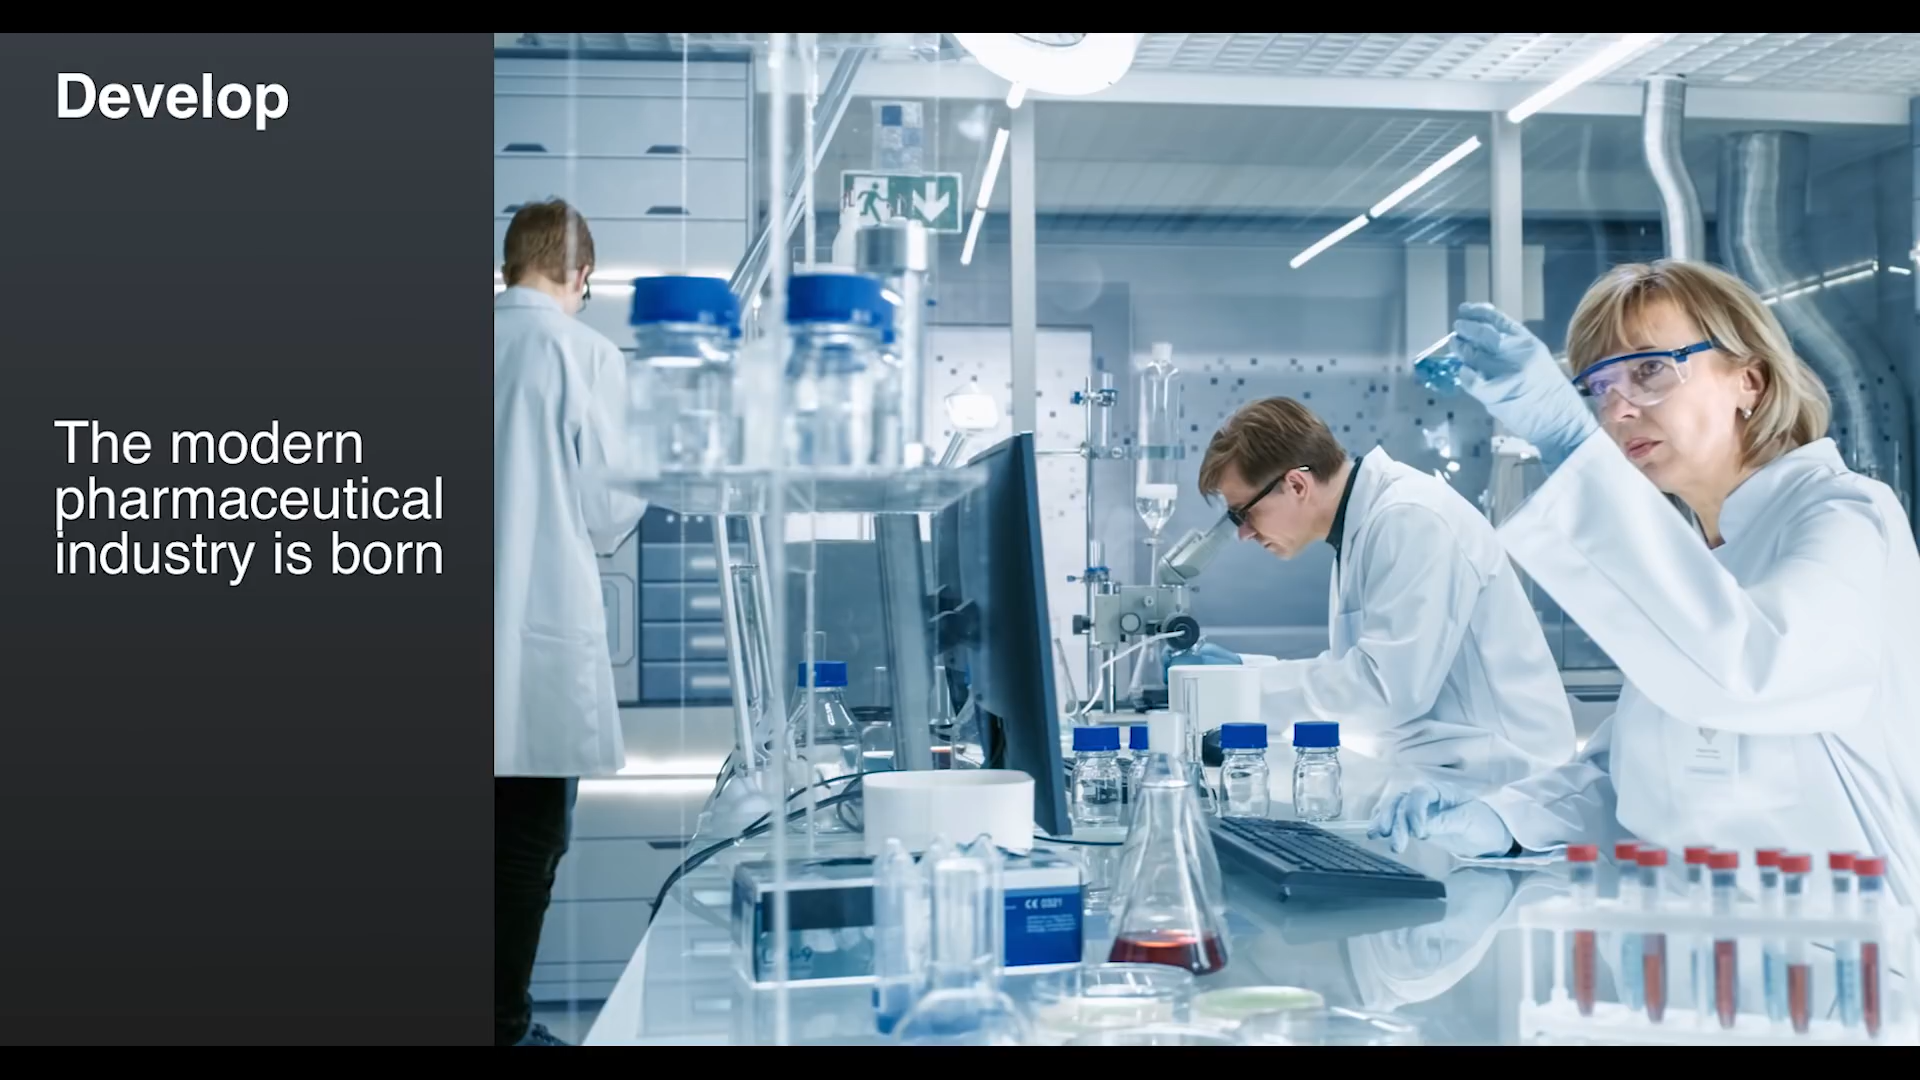 Develop
The modern
pharmaceutical
industry is born
CE 0321